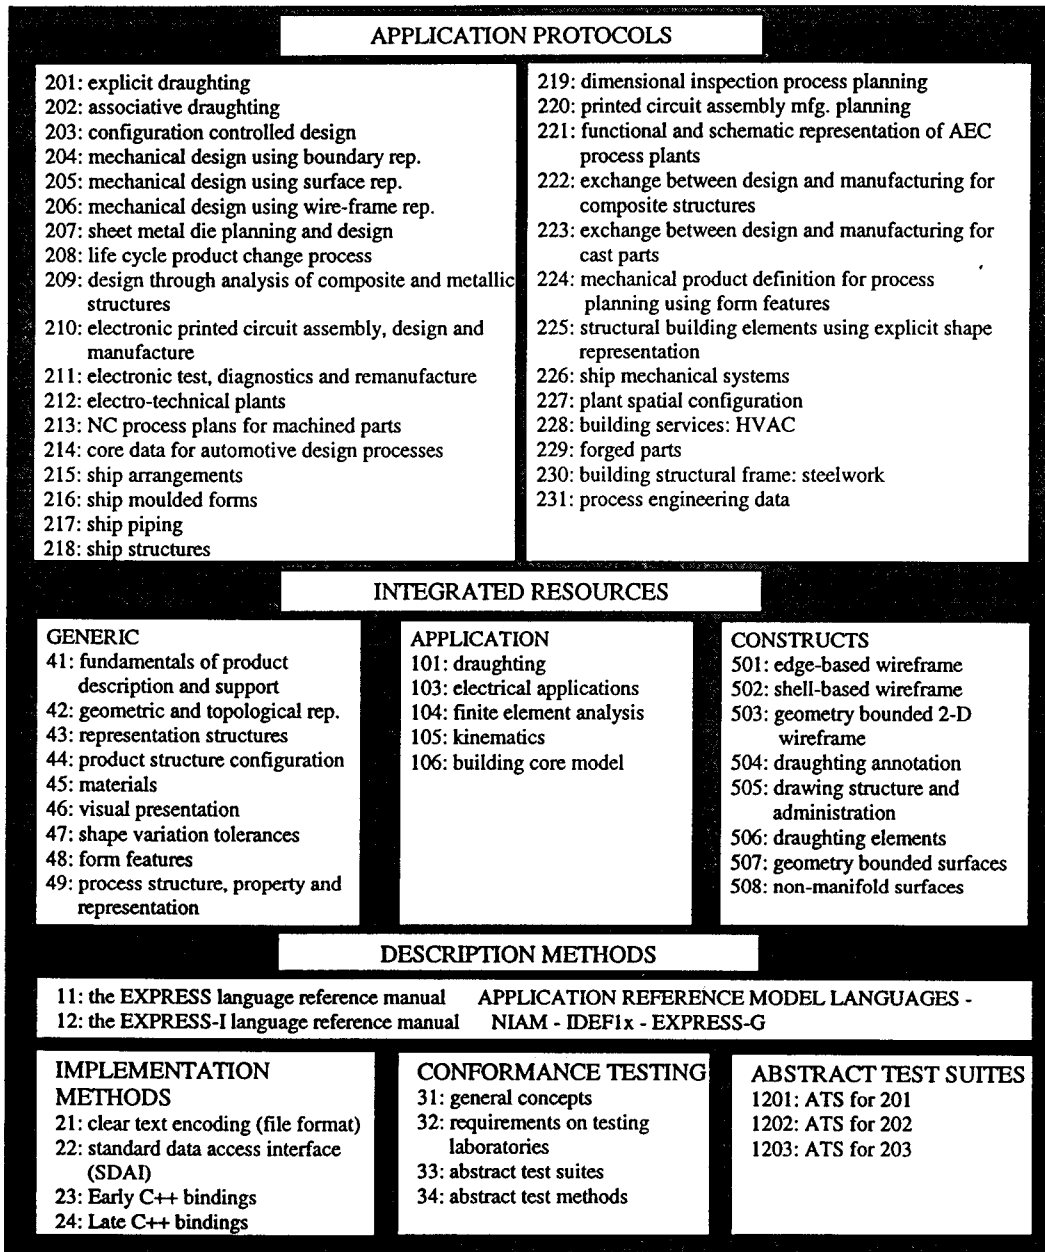 APPLICATION PROTOCOLS
201: explicit draughting
202: associative draughting
203: configuration controlled design
204: mechanical design using boundary rep.
205: mechanical design using surface rep.
206: mechanical design using wire-frame rep.
207: sheet metal die planning and design
208: life cycle product change process
209: design through analysis of composite and metallic
structures
210: electronic printed circuit assembly, design and
manufacture
211: electronic test, diagnostics and remanufacture
212: electro-technical plants
213: NC process plans for machined parts
214: core data for automotive design processes
215: ship arrangements
216: ship moulded forms
217: ship piping
218: ship structures
219: dimensional inspection process planning
220: printed circuit assembly mfg. planning
221: functional and schematic representation of AEC
process plants
222: exchange between design and manufacturing for
composite structures
223: exchange between design and manufacturing for
cast parts
224: mechanical product definition for process
planning using form features
225: structural building elements using explicit shape
representation
226: ship mechanical systems
227: plant spatial configuration
228: building services: HVAC
229: forged parts
230: building structural frame: steelwork
231: process engineering data
INTEGRATED RESOURCES
GENERIC
41: fundamentals of product
description and support
42: geometric and topological rep.
43: representation structures
44: product structure configuration
45: materials
46: visual presentation
47: shape variation tolerances
48: form features
49: process structure, property and
representation
APPLICATION
101: draughting
103: electrical applications
104: finite element analysis
105: kinematics
106: building core model
CONSTRUCTS
501: edge-based wireframe
502: shell-based wireframe
503: geometry bounded 2-D
wireframe
504: draughting annotation
505: drawing structure and
administration
506: draughting elements
507: geometry bounded surfaces
508: non-manifold surfaces
DESCRIPTION METHODS
11: the EXPRESS language reference manual
12: the EXPRESS-I language reference manual
APPLICATION REFERENCE MODEL LANGUAGES -
NIAM - IDEF1x - EXPRESS-G
IMPLEMENTATION
METHODS
21: clear text encoding (file format)
22: standard data access interface
(SDAI)
23: Early C++ bindings
24: Late C++ bindings
CONFORMANCE TESTING
31: general concepts
32: requirements on testing
laboratories
33: abstract test suites
34: abstract test methods
ABSTRACT TEST SUITES
1201: ATS for 201
1202: ATS for 202
1203: ATS for 203